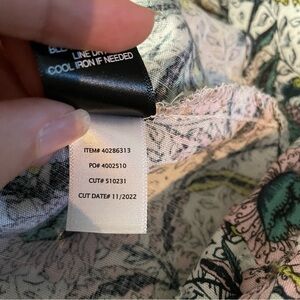 LINE DRY
COOL IRON IF NEEDED
ITEM# 40286313
PO# 4002510
CUT# 510231
CUT DATE# 11/2022